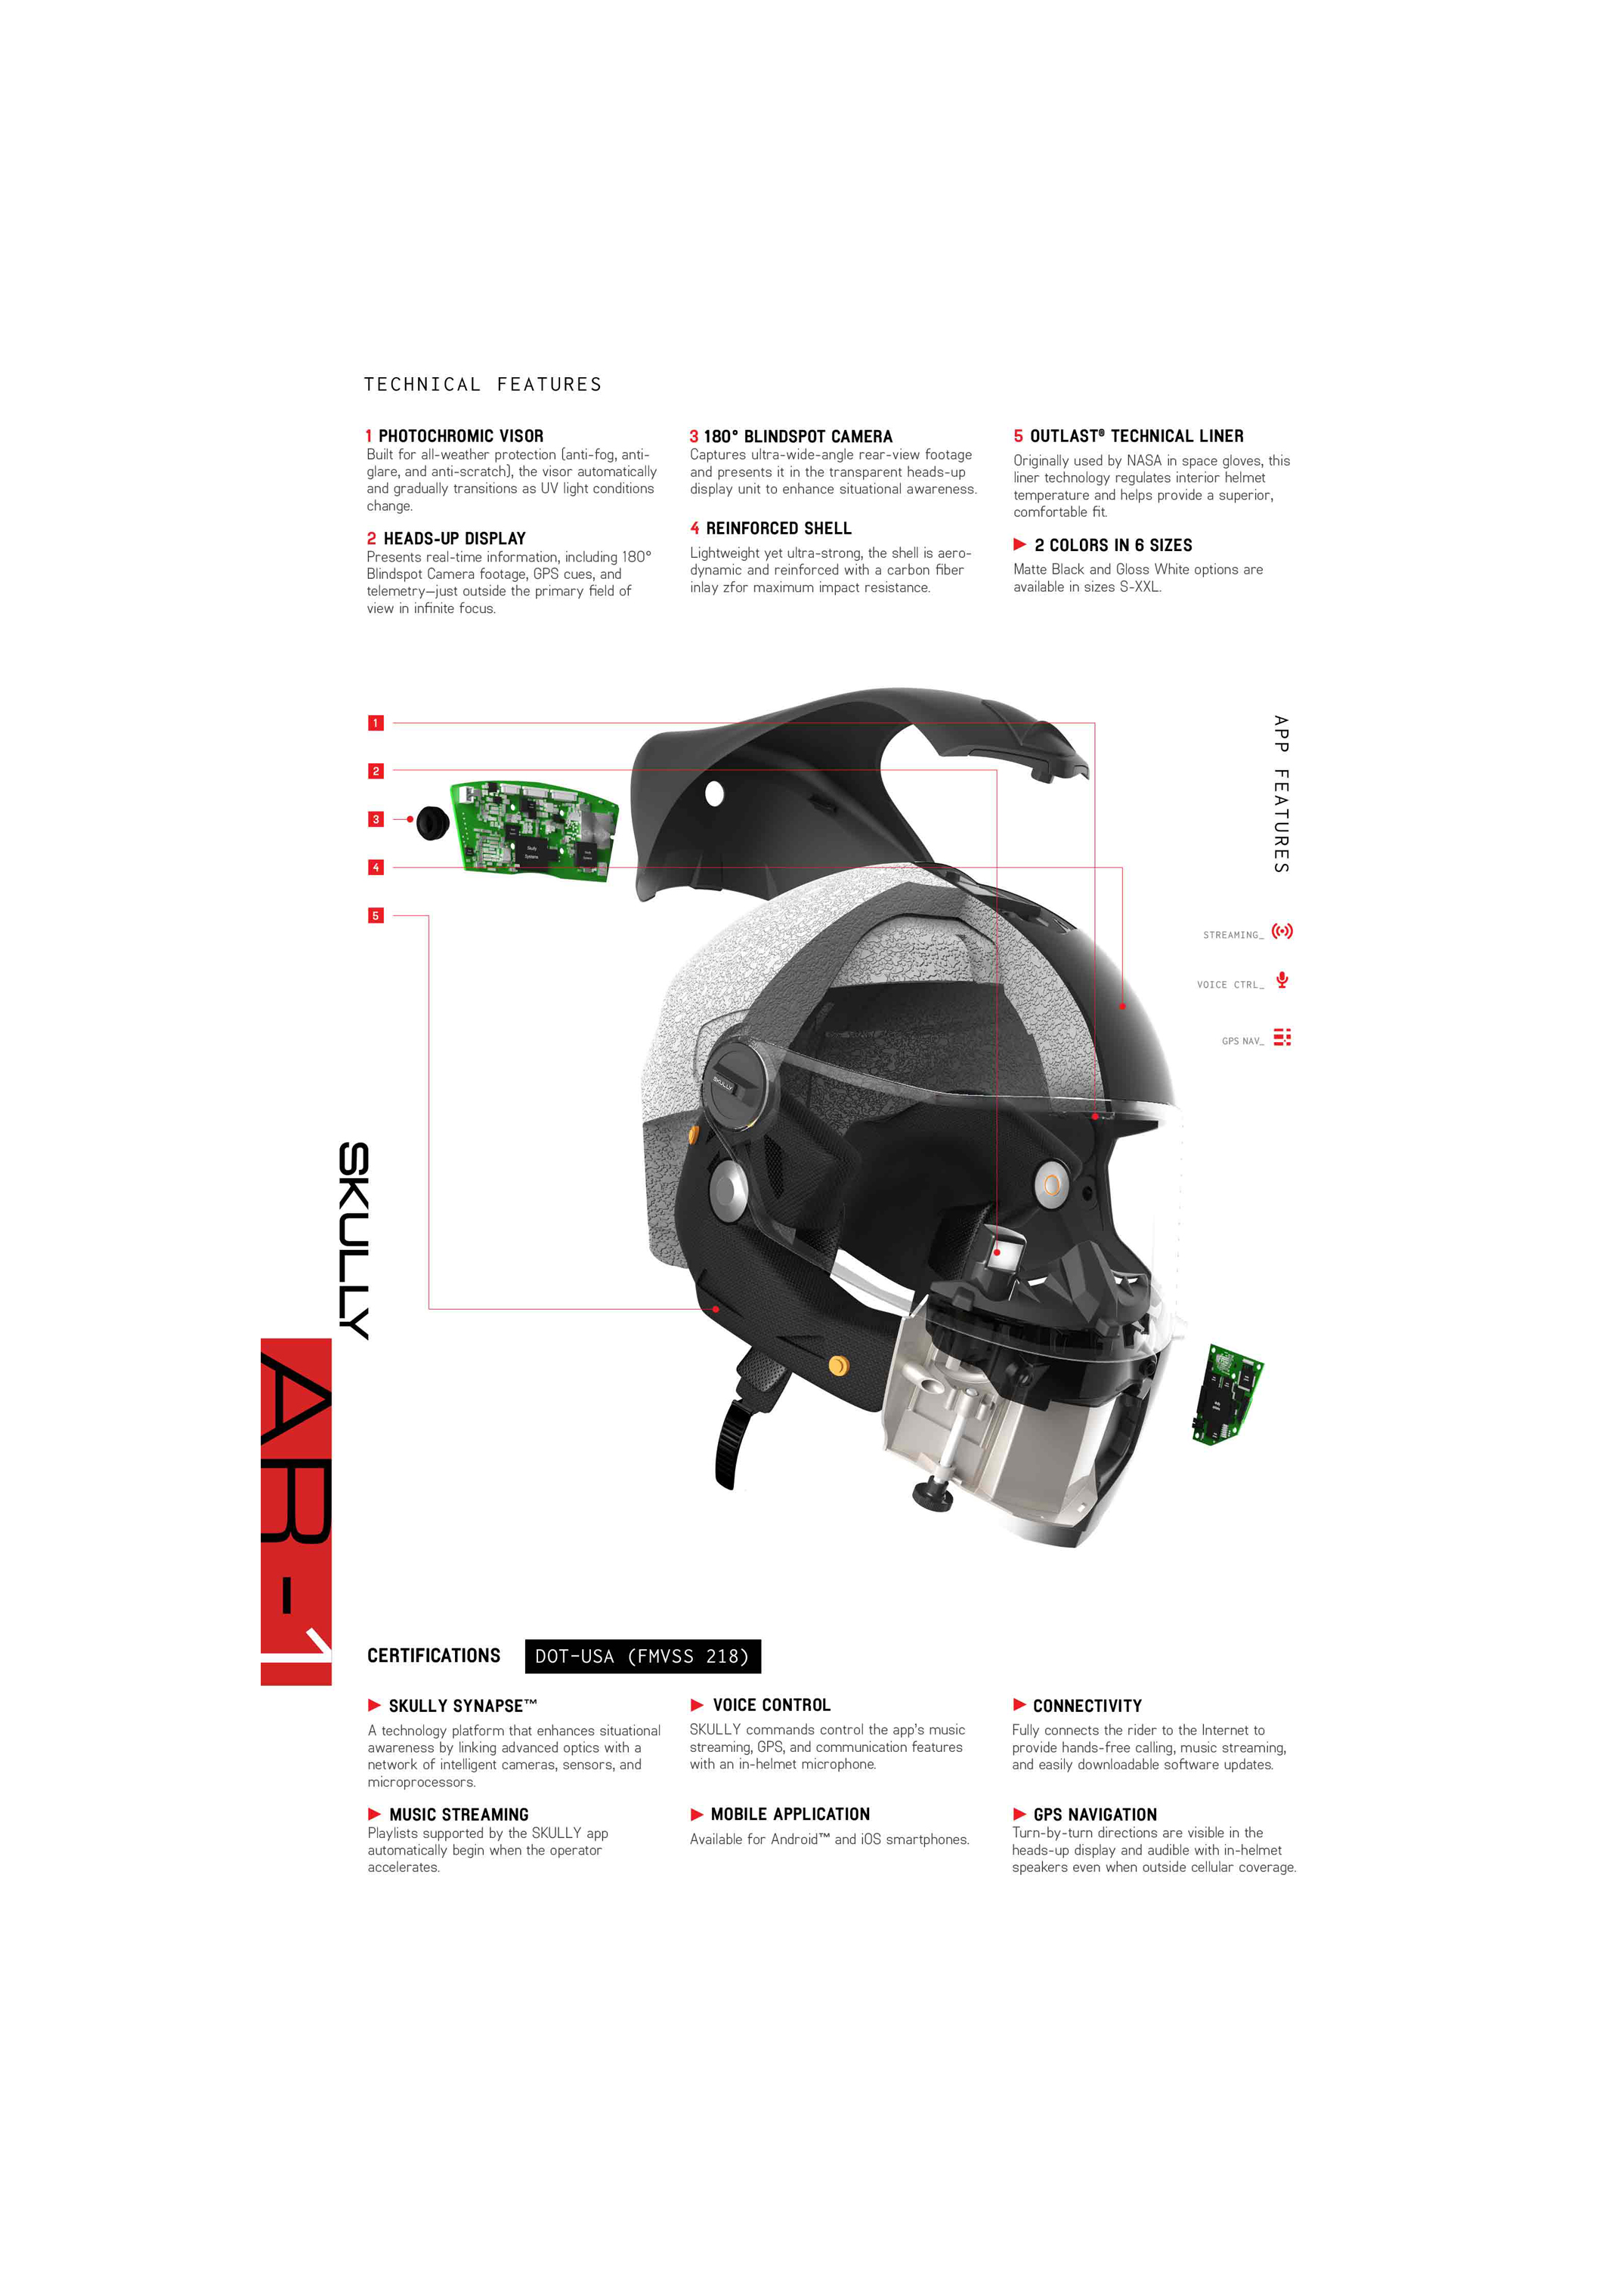 TECHNICAL FEATURES
1 PHOTOCHROMIC VISOR
Built for all-weather protection (anti-fog, anti-
glare, and anti-scratch), the visor automatically
and gradually transitions as UV light conditions
change.
2 HEADS-UP DISPLAY
Presents real-time information, including 180°
Blindspot Camera footage, GPS cues, and
telemetry—just outside the primary field of
view in infinite focus.
3 180° BLINDSPOT CAMERA
Captures ultra-wide-angle rear-view footage
and presents it in the transparent heads-up
display unit to enhance situational awareness.
4 REINFORCED SHELL
Lightweight yet ultra-strong, the shell is aero-
dynamic and reinforced with a carbon fiber
inlay zfor maximum impact resistance.
5 OUTLAST® TECHNICAL LINER
Originally used by NASA in space gloves, this
liner technology regulates interior helmet
temperature and helps provide a superior,
comfortable fit.
2 COLORS IN 6 SIZES
Matte Black and Gloss White options are
available in sizes S-XXL.
1
2
3
4
5
Skully
Systems
SKULLY
APP FEATURES
STREAMING_
VOICE CTRL_
GPS NAV_
SKULLY
AR-1
CERTIFICATIONS
DOT-USA (FMVSS 218)
SKULLY SYNAPSE™
A technology platform that enhances situational
awareness by linking advanced optics with a
network of intelligent cameras, sensors, and
microprocessors.
MUSIC STREAMING
Playlists supported by the SKULLY app
automatically begin when the operator
accelerates.
VOICE CONTROL
SKULLY commands control the app's music
streaming, GPS, and communication features
with an in-helmet microphone.
MOBILE APPLICATION
Available for Android™ and iOS smartphones.
CONNECTIVITY
Fully connects the rider to the Internet to
provide hands-free calling, music streaming,
and easily downloadable software updates.
GPS NAVIGATION
Turn-by-turn directions are visible in the
heads-up display and audible with in-helmet
speakers even when outside cellular coverage.